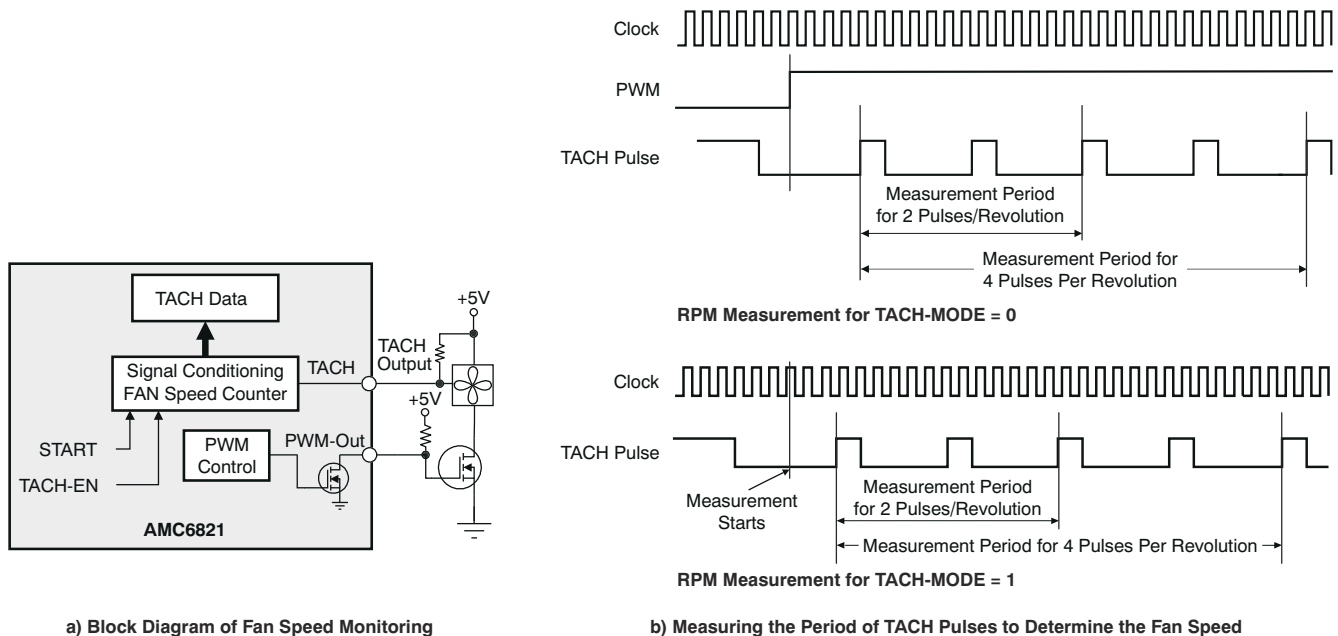 TACH Data
Signal Conditioning
FAN Speed Counter
TACH
TACH
Output
+5V
+5V
START
TACH-EN
PWM
Control
PWM-Out
AMC6821
a) Block Diagram of Fan Speed Monitoring
Clock
PWM
TACH Pulse
Measurement Period
for 2 Pulses/Revolution
Measurement Period for
4 Pulses Per Revolution
RPM Measurement for TACH-MODE = 0
Clock
TACH Pulse
Measurement
Starts
Measurement Period
for 2 Pulses/Revolution
Measurement Period for 4 Pulses Per Revolution
RPM Measurement for TACH-MODE = 1
b) Measuring the Period of TACH Pulses to Determine the Fan Speed